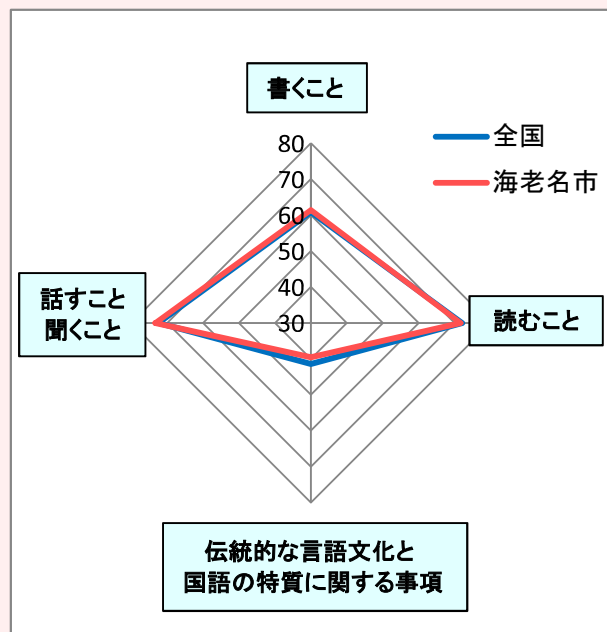 書くこと
全国
海老名市
80
70
60
50
40
30
話すこと
聞くこと
読むこと
伝統的な言語文化と
国語の特質に関する事項